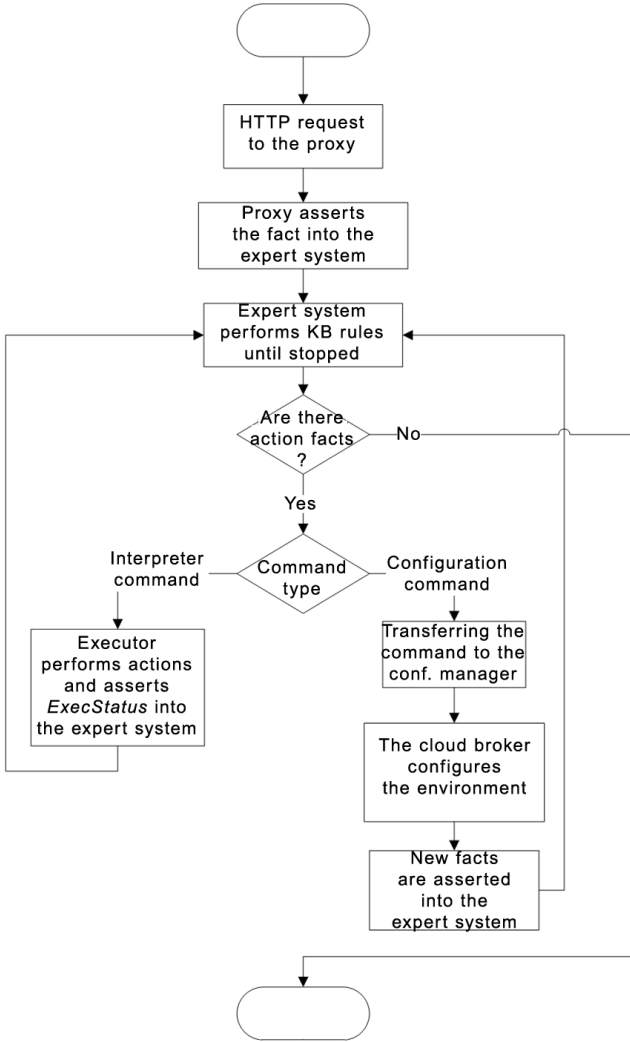 HTTP request
to the proxy
Proxy asserts
the fact into the
expert system
Expert system
performs KB rules
until stopped
Are there
action facts
?
No
Yes
Command
type
Interpreter
command
Configuration
command
Executor
performs actions
and asserts
ExecStatus into
the expert system
Transferring the
command to the
conf. manager
The cloud broker
configures
the environment
New facts
are asserted
into the
expert system